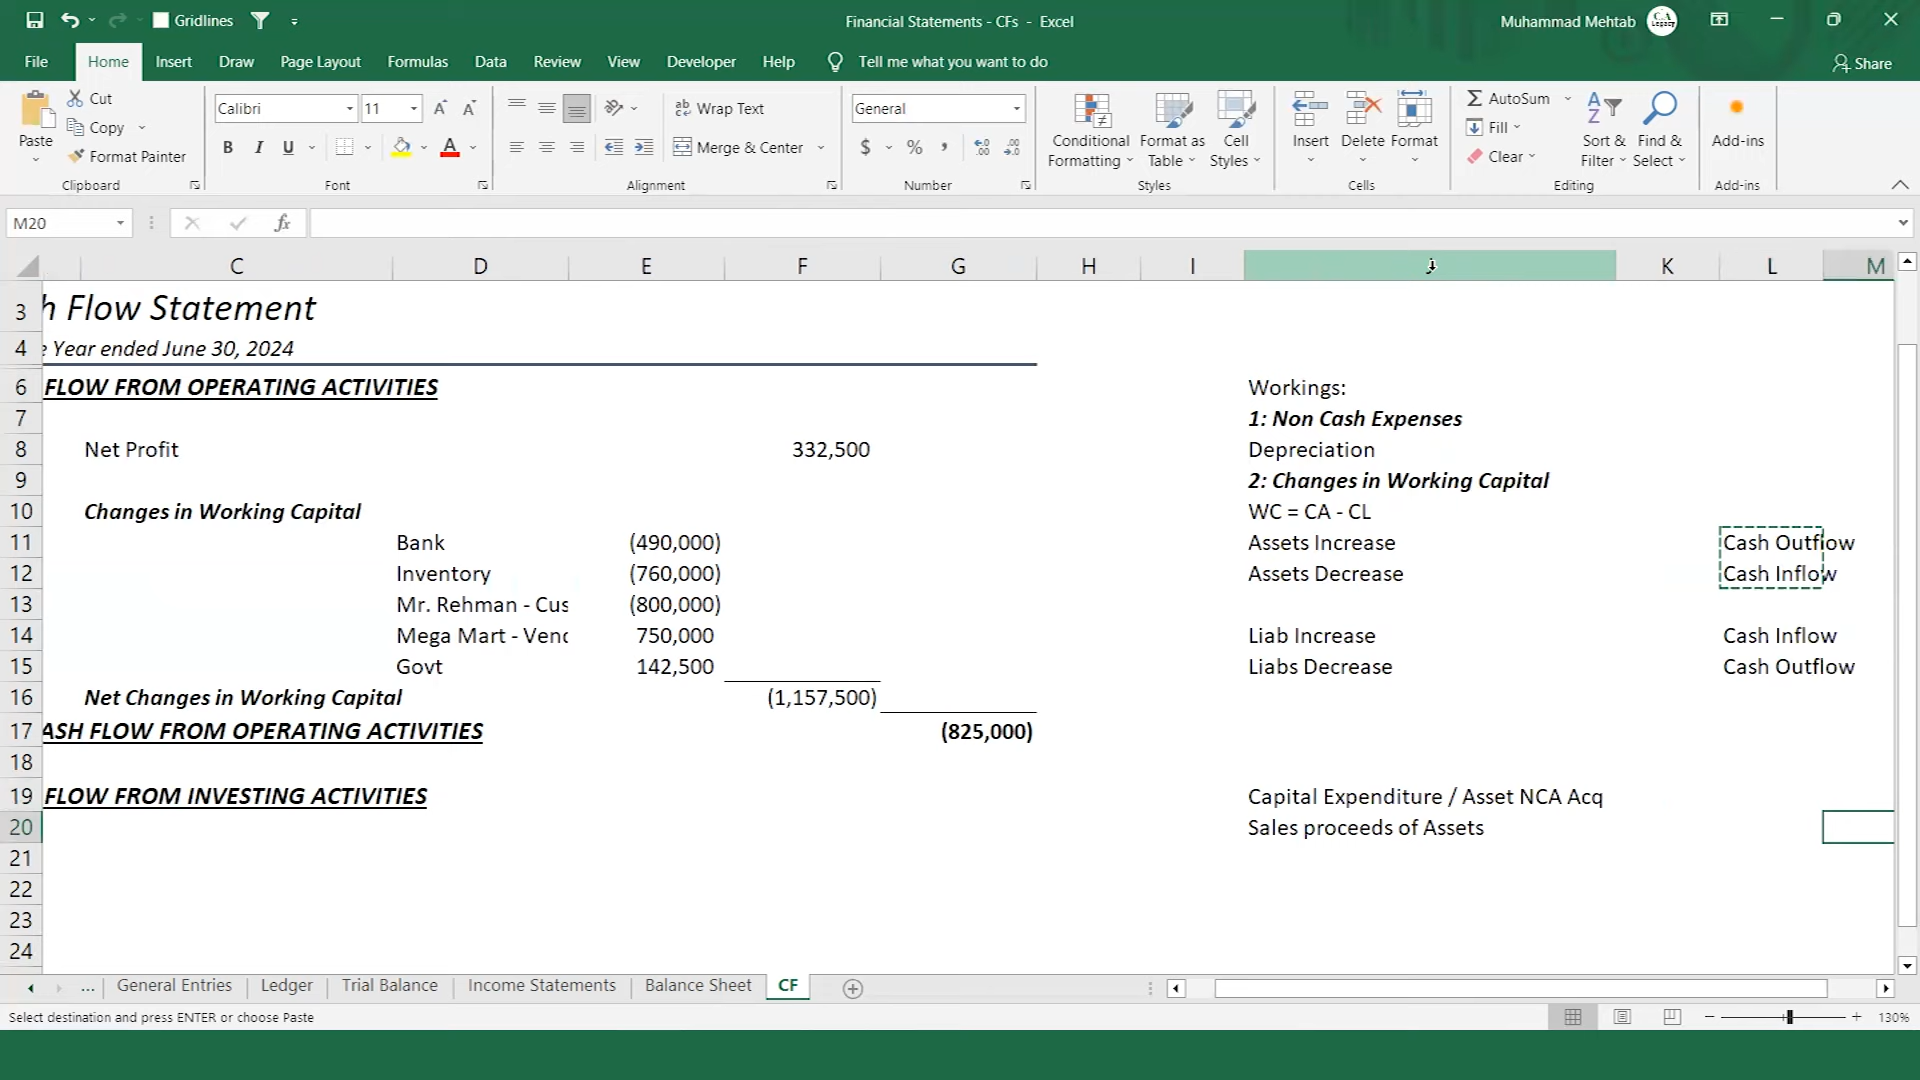 Gridlines
Financial Statements - CFs - Excel
Muhammad Mehtab
File Home Insert Draw Page Layout Formulas Data Review View Developer Help Tell me what you want to do
Share
Paste
Cut
Copy
Format Painter
Clipboard
Calibri 11
B I U
Font
Wrap Text
Merge & Center
Alignment
General
$ % ,
Number
Conditional Formatting
Format as Table
Cell Styles
Styles
Insert Delete Format
Cells
AutoSum
Fill
Clear
Sort & Filter
Find & Select
Editing
Add-ins
Add-ins
M20
fx
C D E F G H I J K L M
3 h Flow Statement
4 e Year ended June 30, 2024
6 FLOW FROM OPERATING ACTIVITIES Workings:
7 1: Non Cash Expenses
8 Net Profit 332,500 Depreciation
9 2: Changes in Working Capital
10 Changes in Working Capital WC = CA - CL
11 Bank (490,000) Assets Increase Cash Outflow
12 Inventory (760,000) Assets Decrease Cash Inflow
13 Mr. Rehman - Cus (800,000)
14 Mega Mart - Venc 750,000 Liab Increase Cash Inflow
15 Govt 142,500 Liabs Decrease Cash Outflow
16 Net Changes in Working Capital (1,157,500)
17 ASH FLOW FROM OPERATING ACTIVITIES (825,000)
18
19 FLOW FROM INVESTING ACTIVITIES Capital Expenditure / Asset NCA Acq
20 Sales proceeds of Assets
21
22
23
24
... General Entries Ledger Trial Balance Income Statements Balance Sheet CF
Select destination and press ENTER or choose Paste
130%